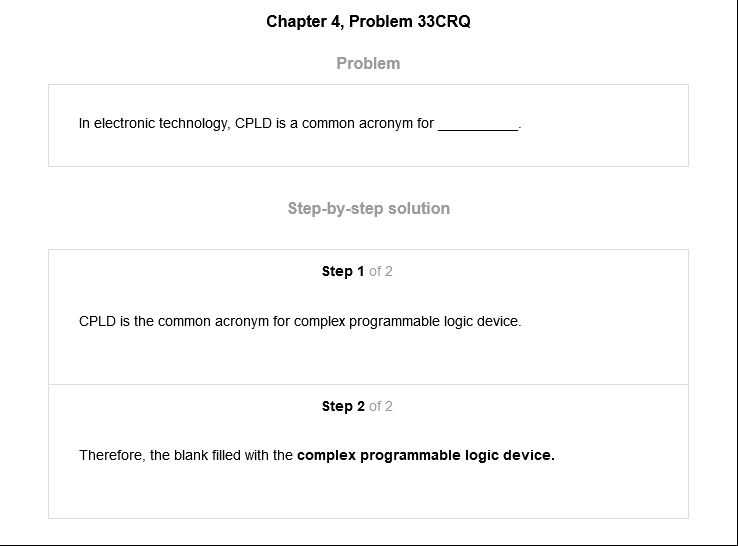 Chapter 4, Problem 33CRQ
Problem
In electronic technology, CPLD is a common acronym for __________.
Step-by-step solution
Step 1 of 2
CPLD is the common acronym for complex programmable logic device.
Step 2 of 2
Therefore, the blank filled with the complex programmable logic device.